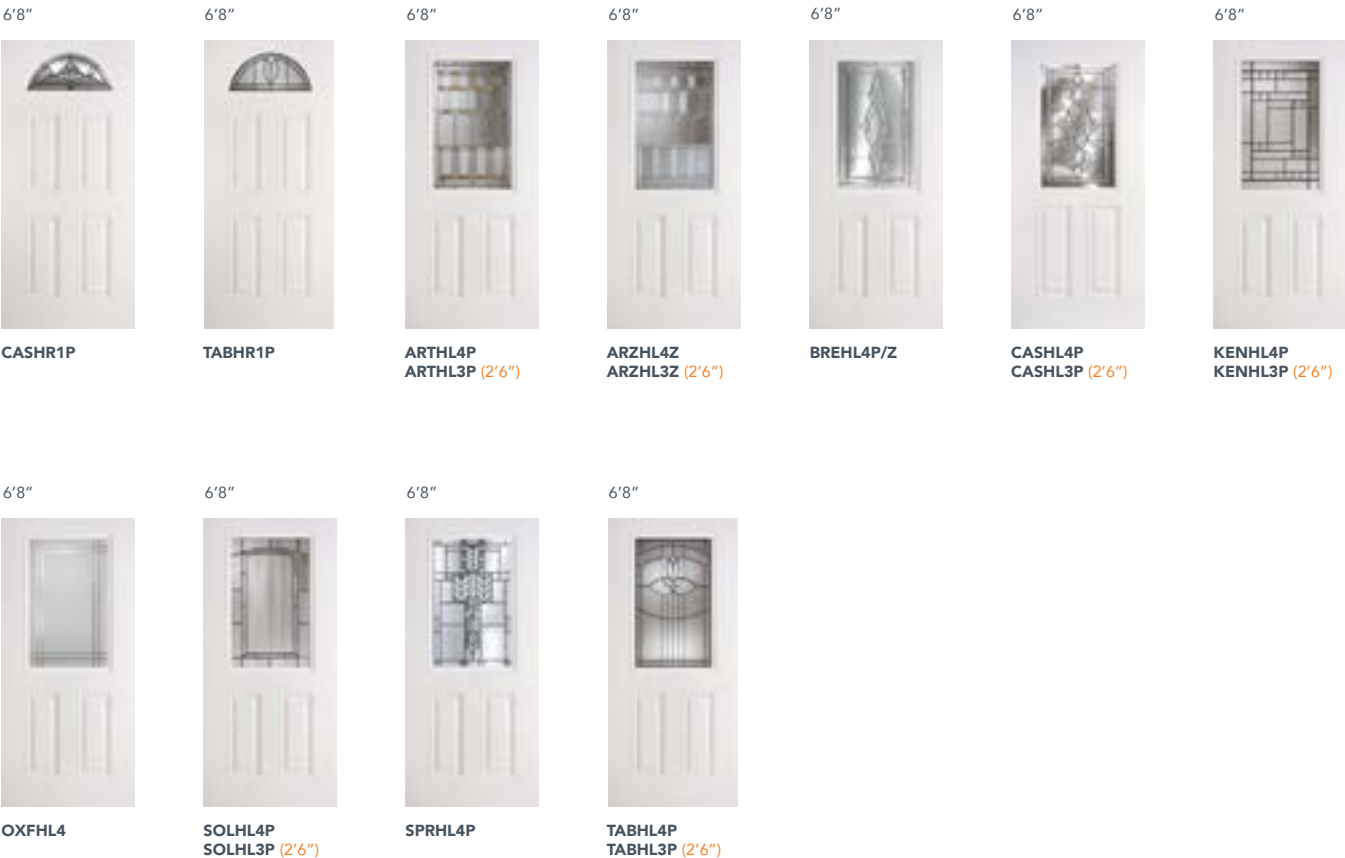 6'8"
6'8"
6'8"
6'8"
6'8"
6'8"
6'8"
CASHR1P
TABHR1P
ARTHL4P
ARTHL3P (2'6")
ARZHL4Z
ARZHL3Z (2'6")
BREHL4P/Z
CASHL4P
CASHL3P (2'6")
KENHL4P
KENHL3P (2'6")
6'8"
6'8"
6'8"
6'8"
OXFHL4
SOLHL4P
SOLHL3P (2'6")
SPRHL4P
TABHL4P
TABHL3P (2'6")